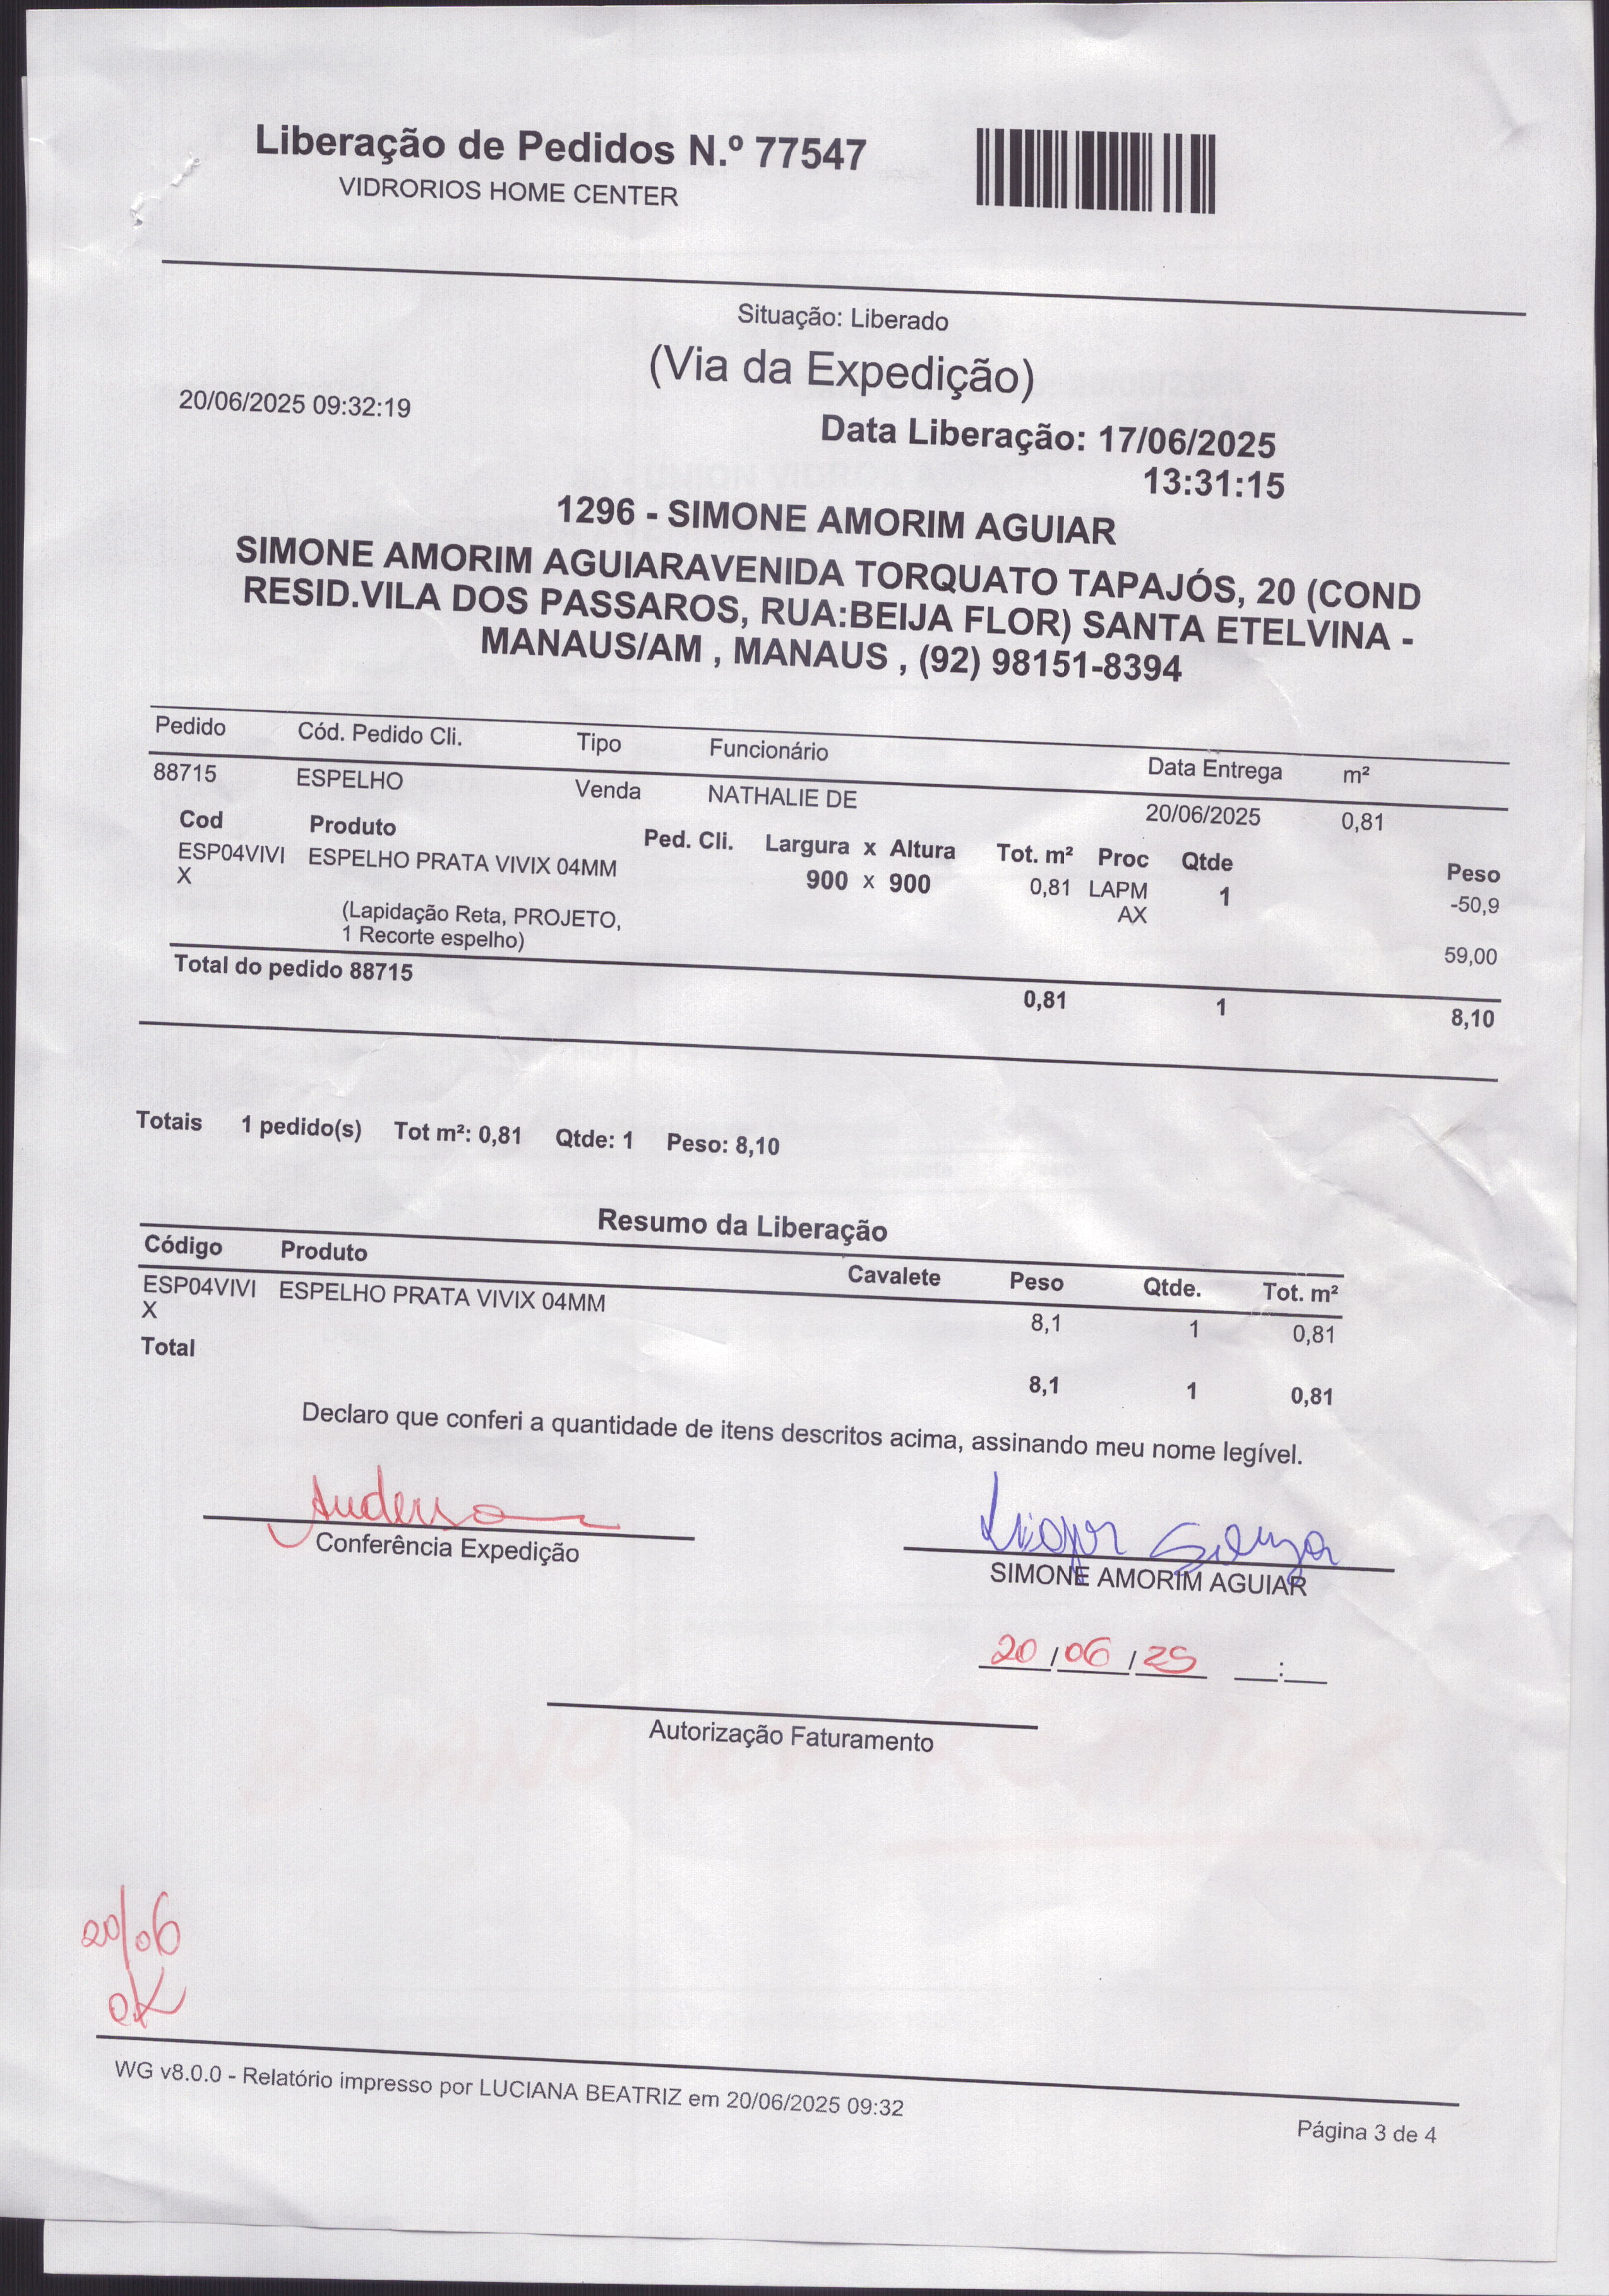 Liberação de Pedidos N.º 77547
VIDRORIOS HOME CENTER
Situação: Liberado
(Via da Expedição)
20/06/2025 09:32:19
Data Liberação: 17/06/2025
13:31:15
1296 - SIMONE AMORIM AGUIAR
SIMONE AMORIM AGUIARAVENIDA TORQUATO TAPAJÓS, 20 (COND
RESID.VILA DOS PASSAROS, RUA:BEIJA FLOR) SANTA ETELVINA -
MANAUS/AM , MANAUS , (92) 98151-8394
Pedido Cód. Pedido Cli. Tipo Funcionário Data Entrega m²
88715 ESPELHO Venda NATHALIE DE 20/06/2025 0,81
Cod Produto Ped. Cli. Largura x Altura Tot. m² Proc Qtde Peso
ESP04VIVI ESPELHO PRATA VIVIX 04MM 900 x 900 0,81 LAPM 1 -50,9
X AX
(Lapidação Reta, PROJETO,
1 Recorte espelho) 59,00
Total do pedido 88715 0,81 1 8,10
Totais 1 pedido(s) Tot m²: 0,81 Qtde: 1 Peso: 8,10
Resumo da Liberação
Código Produto Cavalete Peso Qtde. Tot. m²
ESP04VIVI ESPELHO PRATA VIVIX 04MM 8,1 1 0,81
X
Total 8,1 1 0,81
Declaro que conferi a quantidade de itens descritos acima, assinando meu nome legível.
Conferência Expedição
SIMONE AMORIM AGUIAR
20/06/25 __:__
Autorização Faturamento
20/06
OK
WG v8.0.0 - Relatório impresso por LUCIANA BEATRIZ em 20/06/2025 09:32
Página 3 de 4